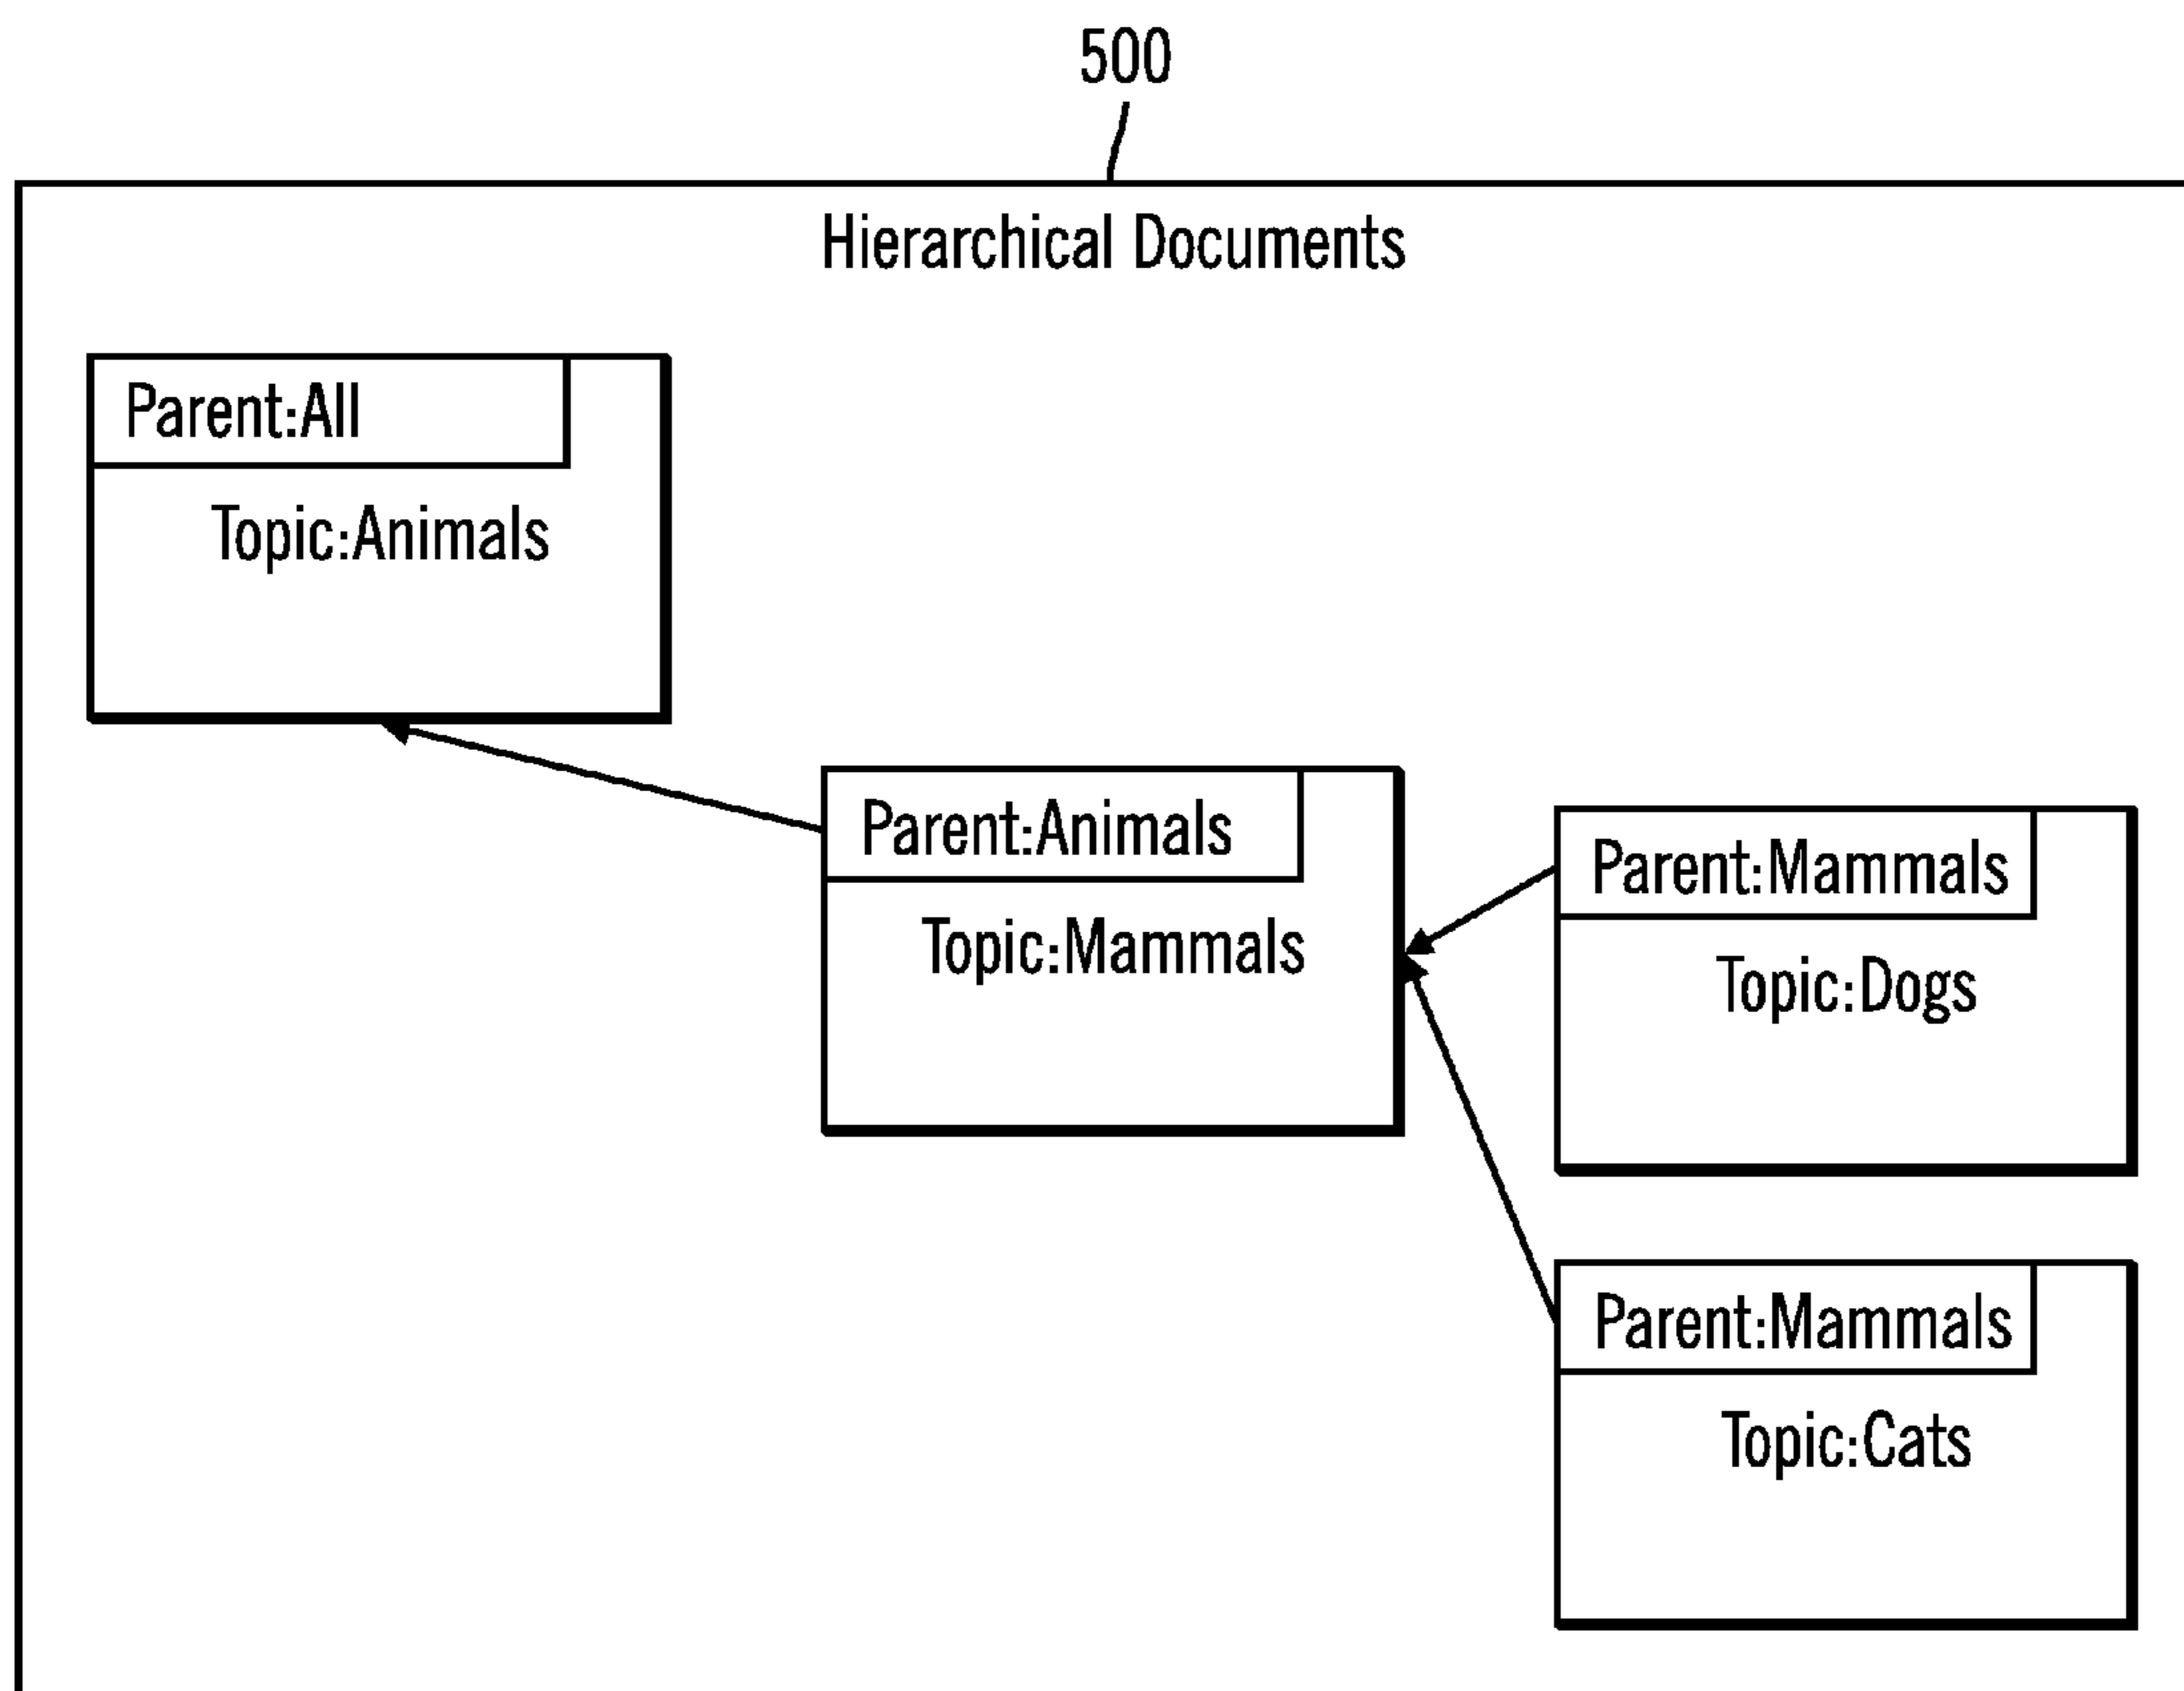 500
Hierarchical Documents
Parent:All
Topic:Animals
Parent:Animals
Topic:Mammals
Parent:Mammals
Topic:Dogs
Parent:Mammals
Topic:Cats